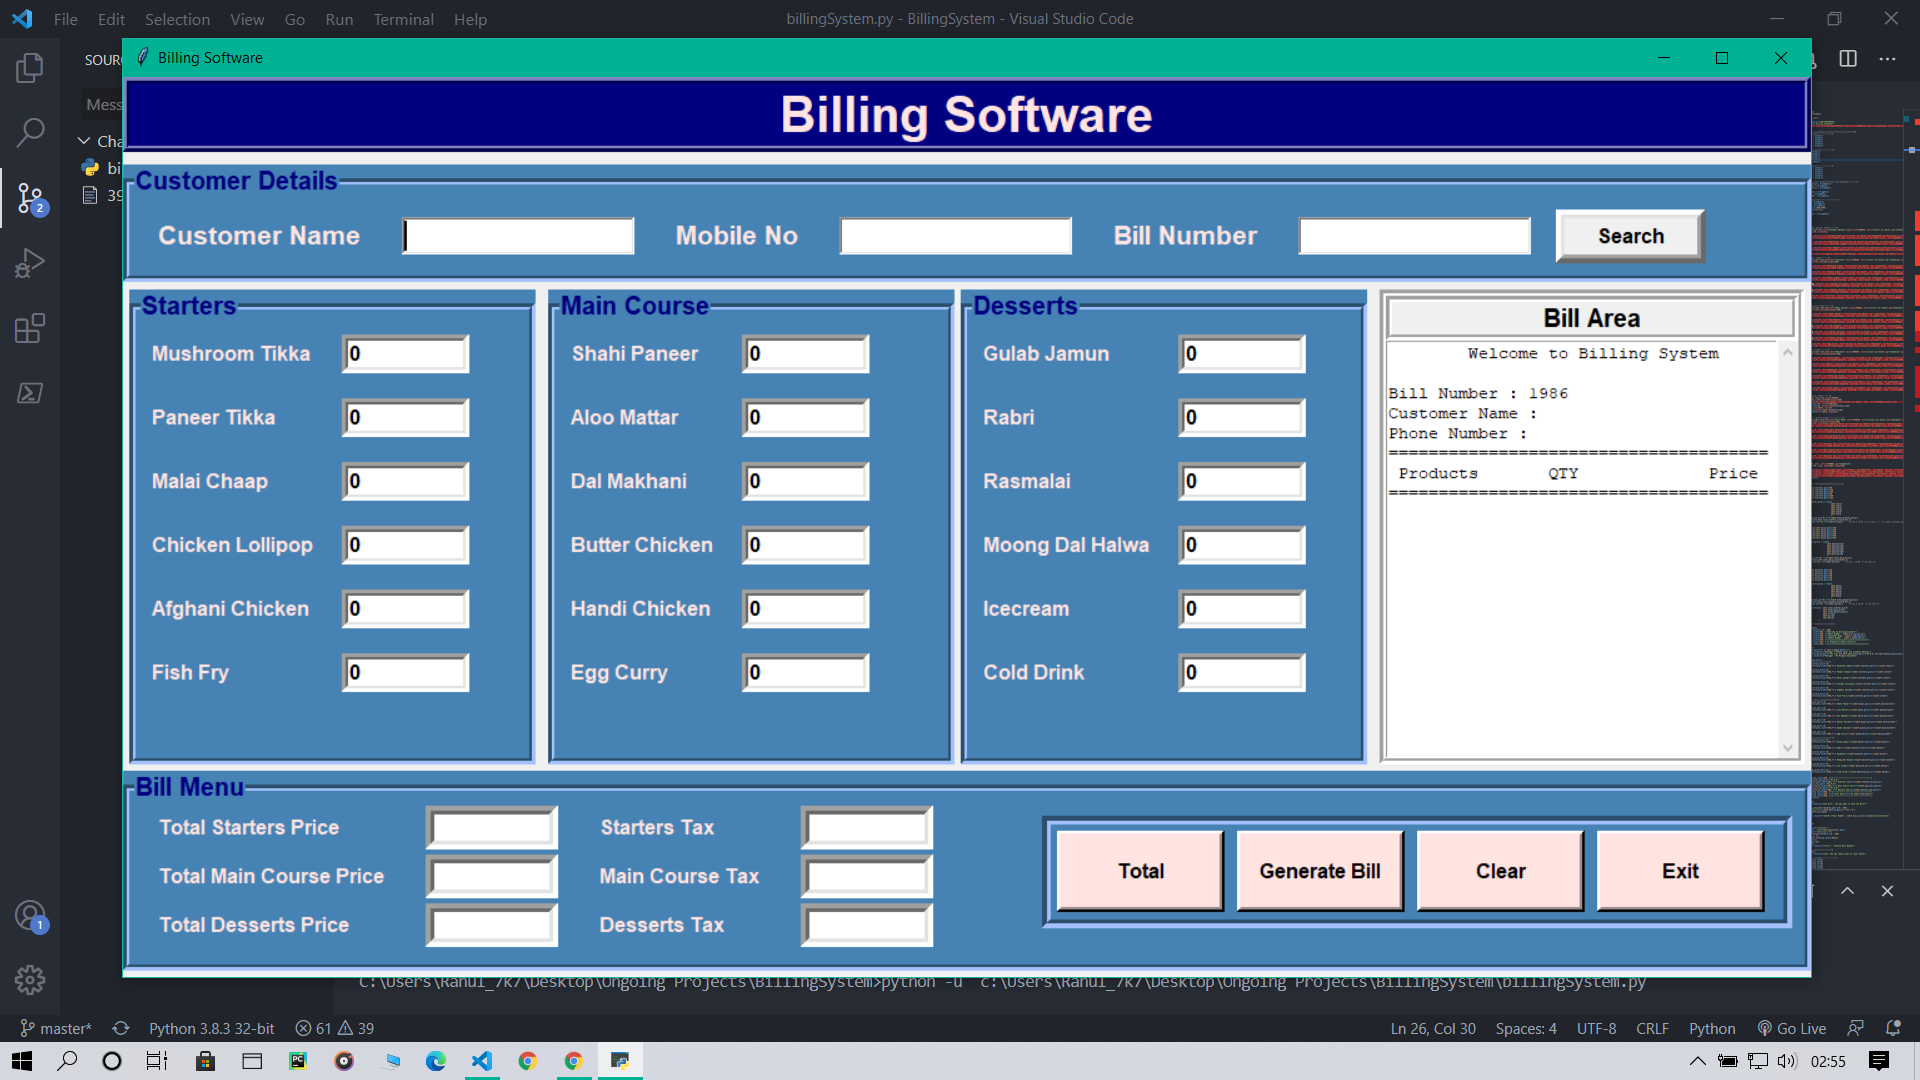 File Edit Selection View Go Run Terminal Help
billingSystem.py - BillingSystem - Visual Studio Code
SOUR
Billing Software
Mess
Billing Software
Cha
bi
39
Customer Details
Customer Name Mobile No Bill Number Search
Starters
Mushroom Tikka 0
Paneer Tikka 0
Malai Chaap 0
Chicken Lollipop 0
Afghani Chicken 0
Fish Fry 0
Main Course
Shahi Paneer 0
Aloo Mattar 0
Dal Makhani 0
Butter Chicken 0
Handi Chicken 0
Egg Curry 0
Desserts
Gulab Jamun 0
Rabri 0
Rasmalai 0
Moong Dal Halwa 0
Icecream 0
Cold Drink 0
Bill Area
Welcome to Billing System
Bill Number : 1986
Customer Name :
Phone Number :
======================================
Products QTY Price
======================================
2
Bill Menu
Total Starters Price Starters Tax
Total Main Course Price Main Course Tax
Total Desserts Price Desserts Tax
Total Generate Bill Clear Exit
1
C:\Users\Rahul_7k7\Desktop\Ongoing Projects\BillingSystem>python -u "c:\Users\Rahul_7k7\Desktop\Ongoing Projects\BillingSystem\billingSystem.py"
master* Python 3.8.3 32-bit 61 39 Ln 26, Col 30 Spaces: 4 UTF-8 CRLF Python Go Live
PC
02:55